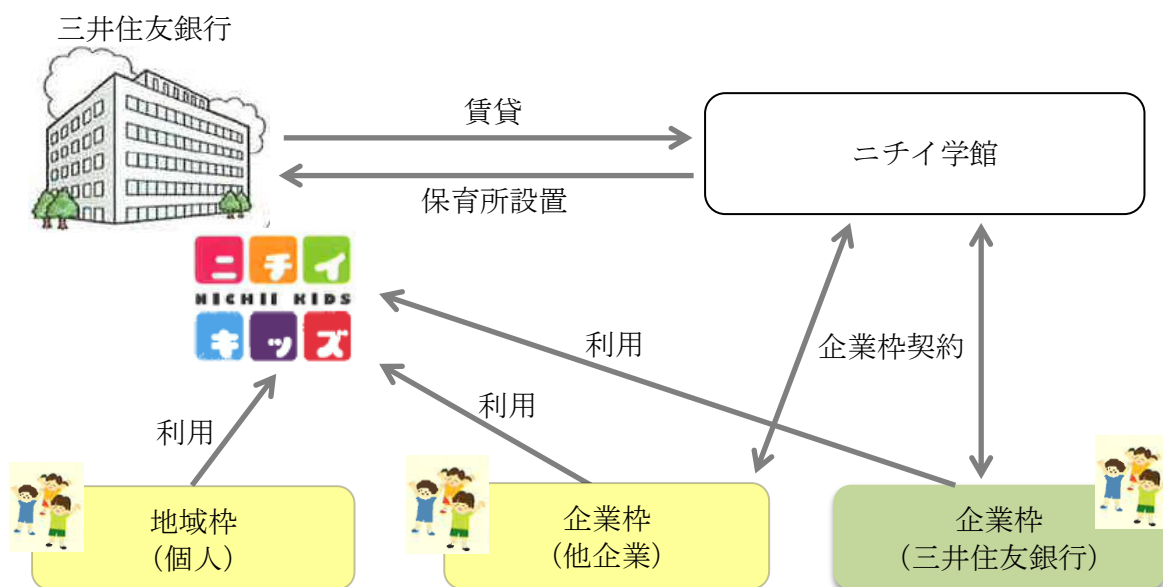 三井住友銀行
賃貸
ニチイ学館
保育所設置
ニチイ
NICHII KIDS
キッズ
利用
企業枠契約
利用
利用
地域枠
（個人）
企業枠
（他企業）
企業枠
（三井住友銀行）